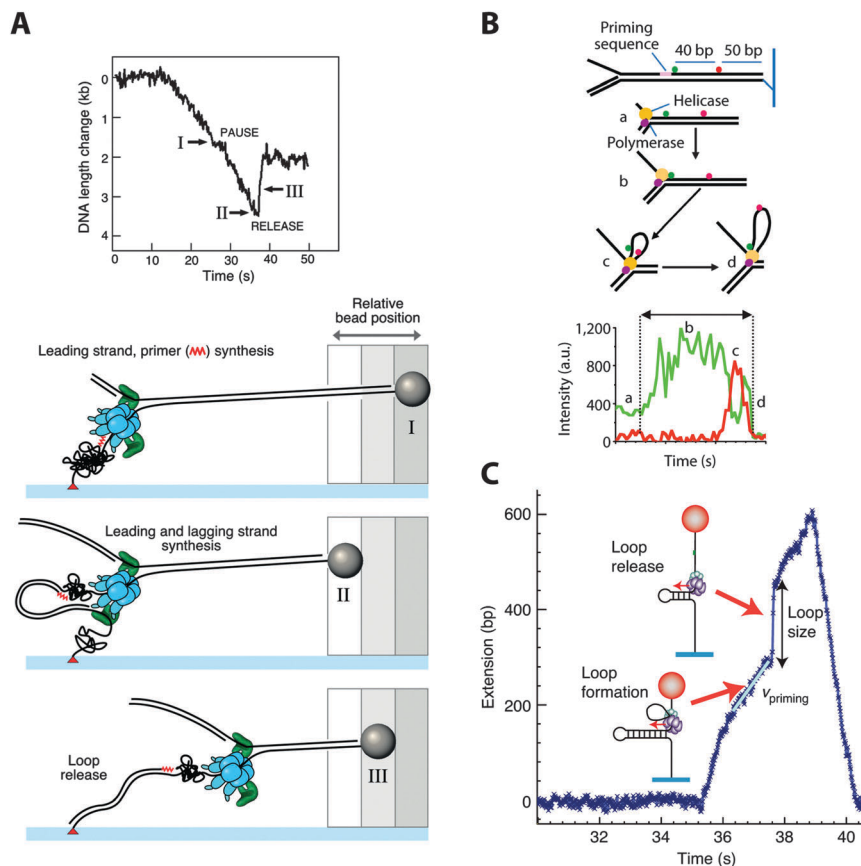 A
DNA length change (kb)
0
1
2
3
4
I
PAUSE
II
III
RELEASE
0
10
20
30
40
50
Time (s)
Relative
bead position
Leading strand, primer ( ) synthesis
I
Leading and lagging strand
synthesis
II
Loop
release
III
B
Priming
sequence
40 bp
50 bp
Helicase
a
Polymerase
b
c
d
Intensity (a.u.)
1,200
800
400
0
a
b
c
d
Time (s)
C
Extension (bp)
600
400
200
0
Loop
release
Loop
size
Loop
formation
vpriming
32
34
36
38
40
Time (s)